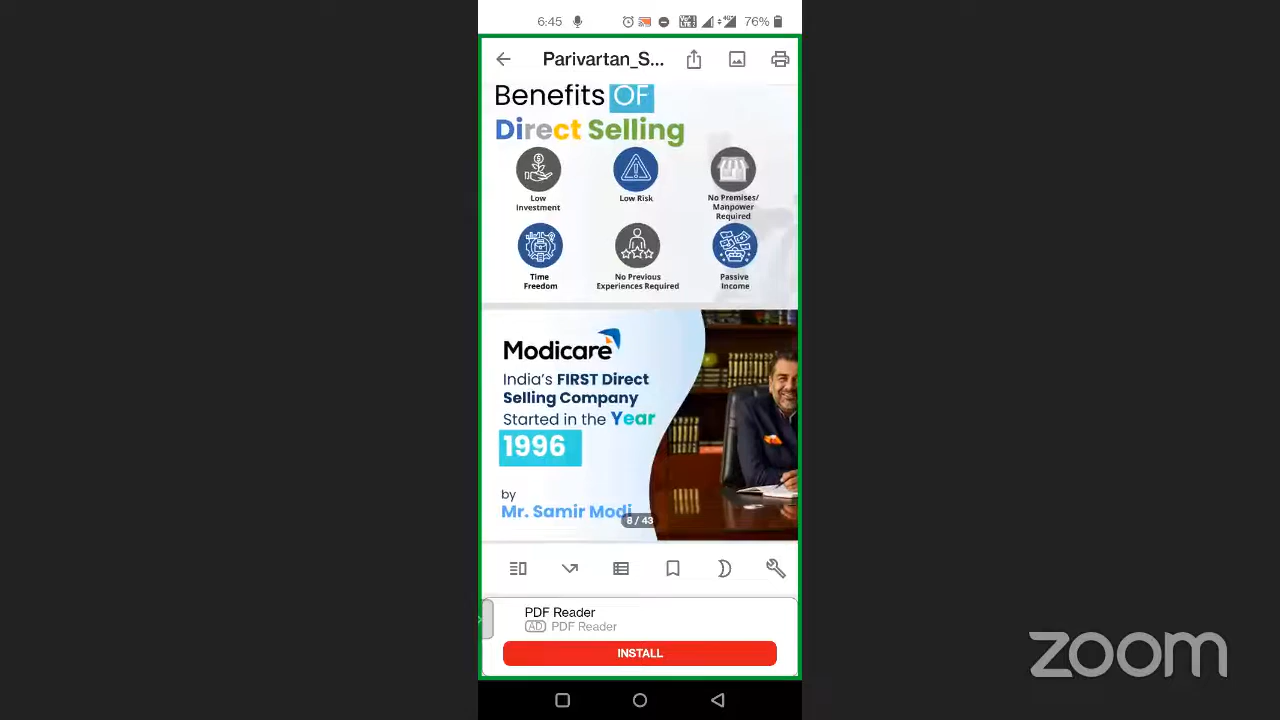 6:45
VoLTE
4G
76%
Parivartan_S...
Benefits OF
Direct Selling
Low
Investment
Low Risk
No Premises/
Manpower
Required
Time
Freedom
No Previous
Experiences Required
Passive
Income
Modicare
India's FIRST Direct
Selling Company
Started in the Year
1996
by
Mr. Samir Modi
8 / 43
PDF Reader
AD PDF Reader
INSTALL
zoom